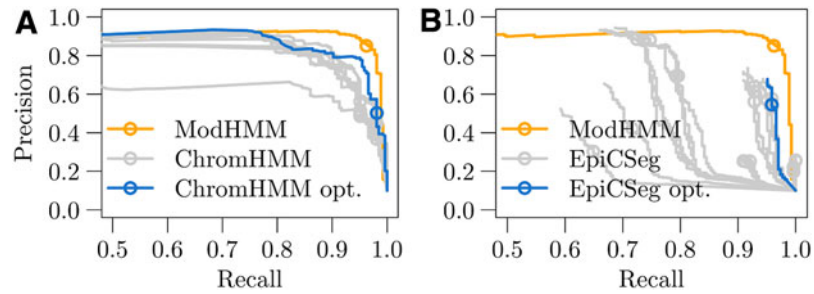 A
1.0
0.8
0.6
0.4
0.2
0.0
Precision
ModHMM
ChromHMM
ChromHMM opt.
0.5 0.6 0.7 0.8 0.9 1.0
Recall
B
1.0
0.8
0.6
0.4
0.2
0.0
ModHMM
EpiCSeg
EpiCSeg opt.
0.5 0.6 0.7 0.8 0.9 1.0
Recall